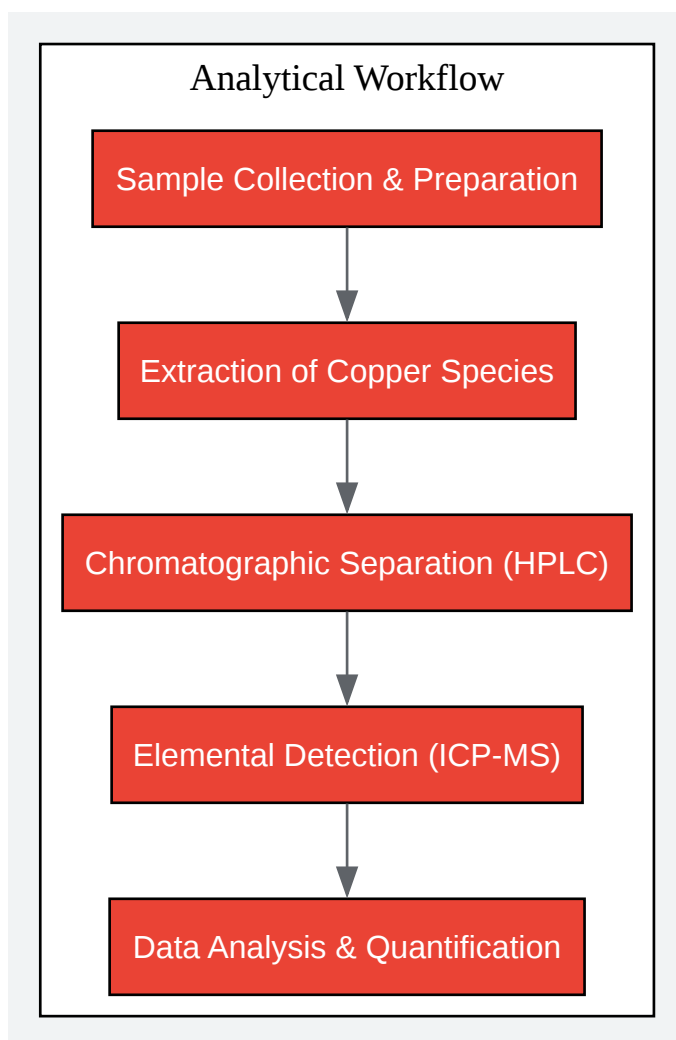 Analytical Workflow
Sample Collection & Preparation
Extraction of Copper Species
Chromatographic Separation (HPLC)
Elemental Detection (ICP-MS)
Data Analysis & Quantification